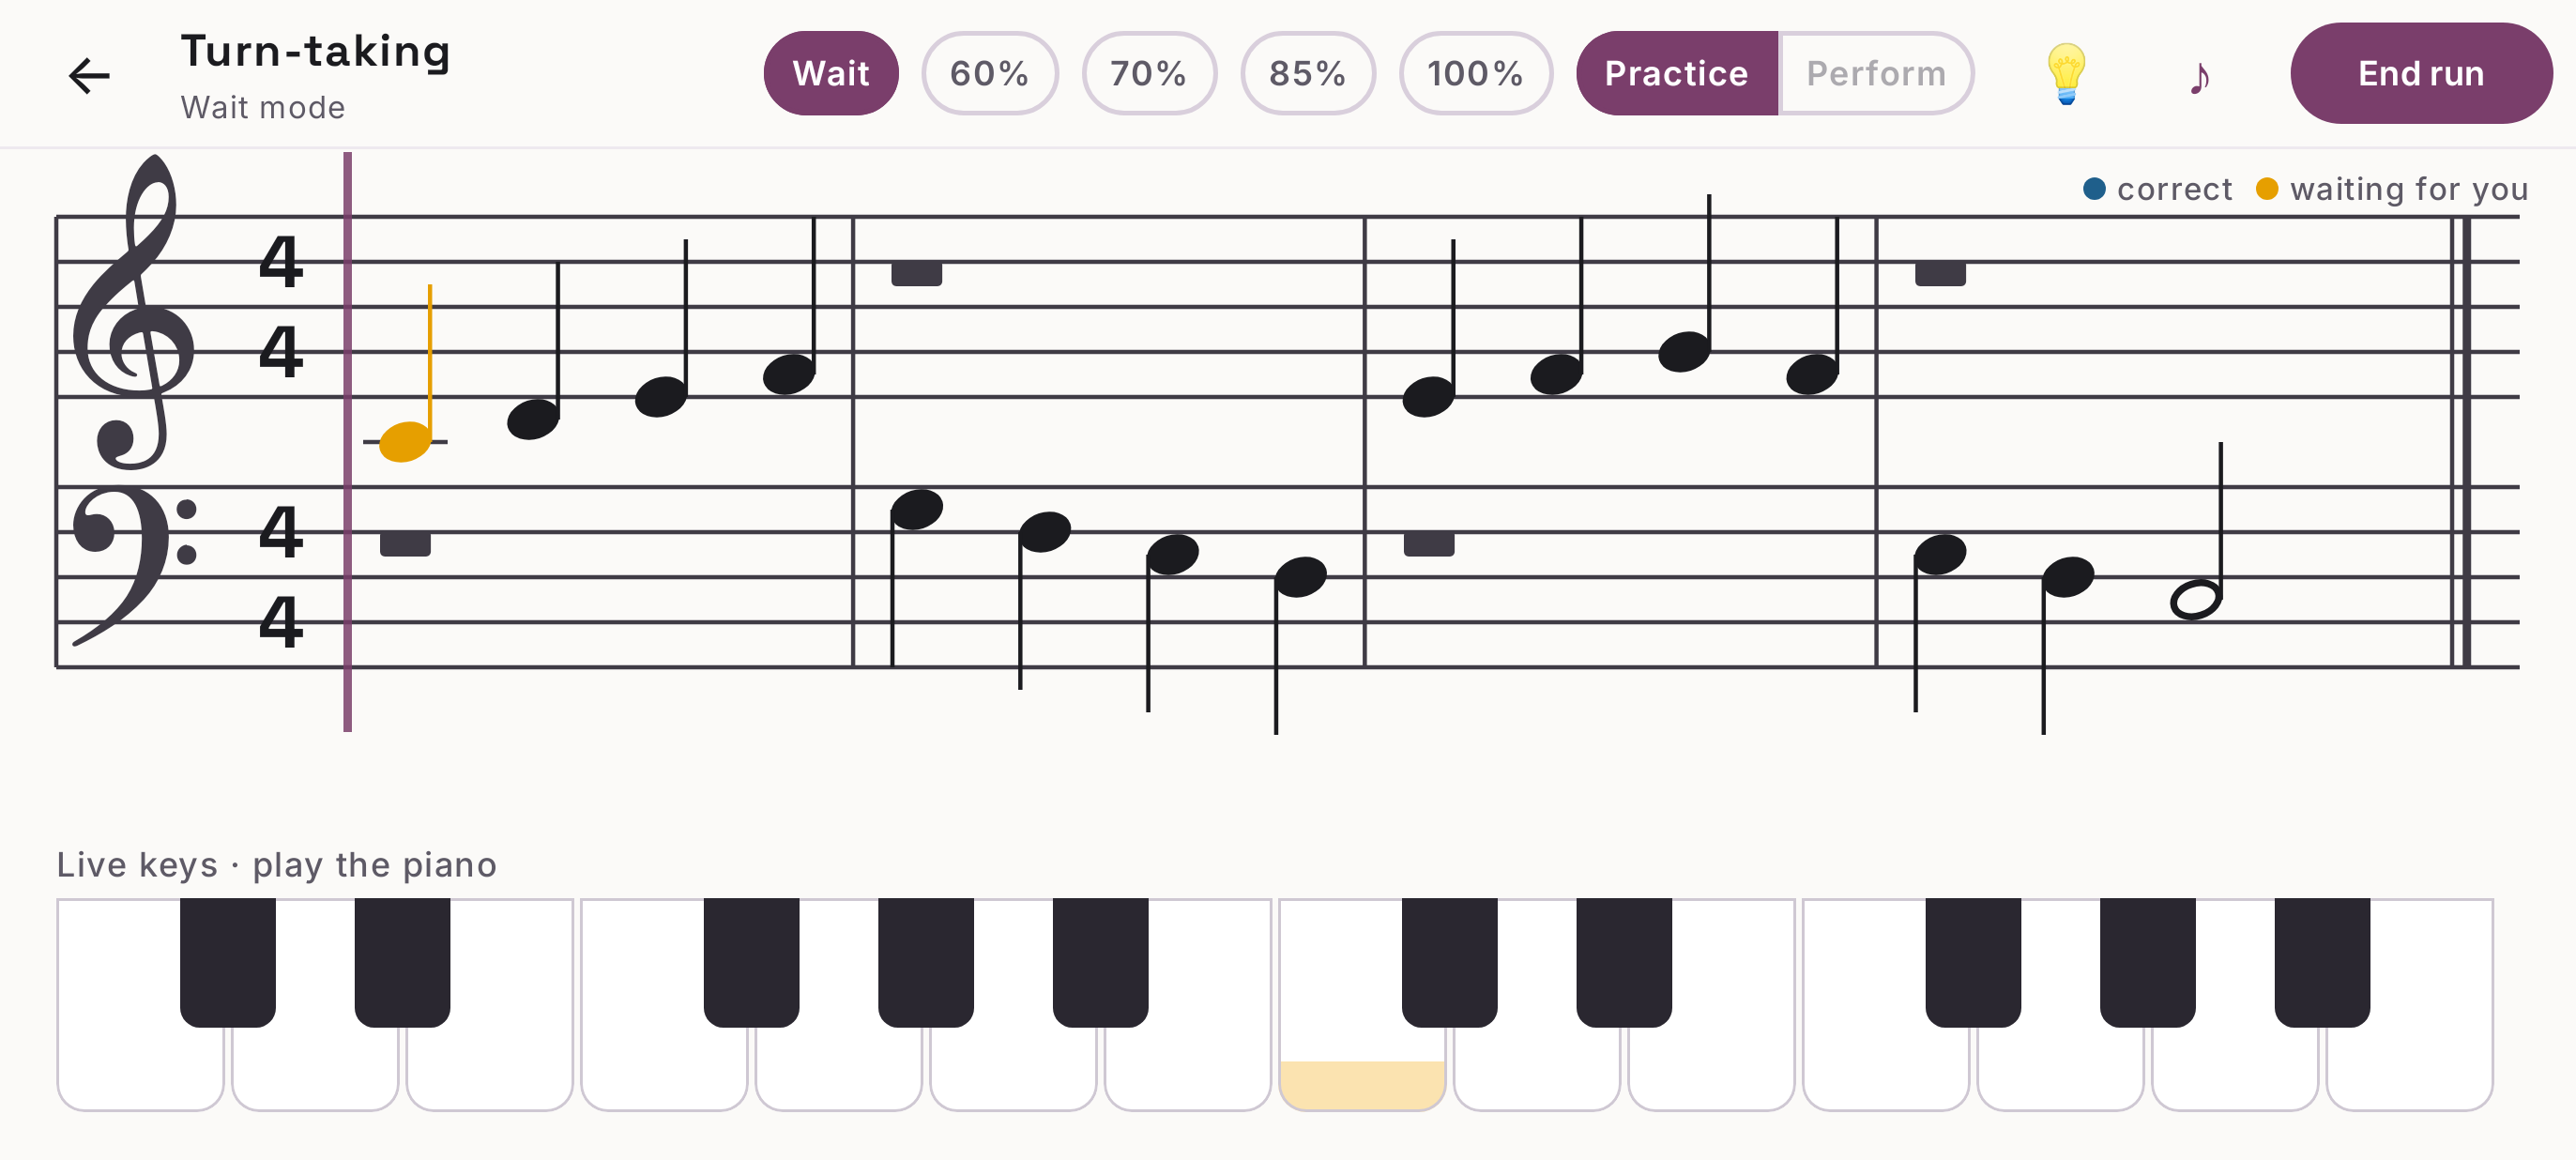 Turn-taking
Wait mode
Wait 60% 70% 85% 100% Practice Perform End run
correct waiting for you
4
4
4
4
Live keys · play the piano